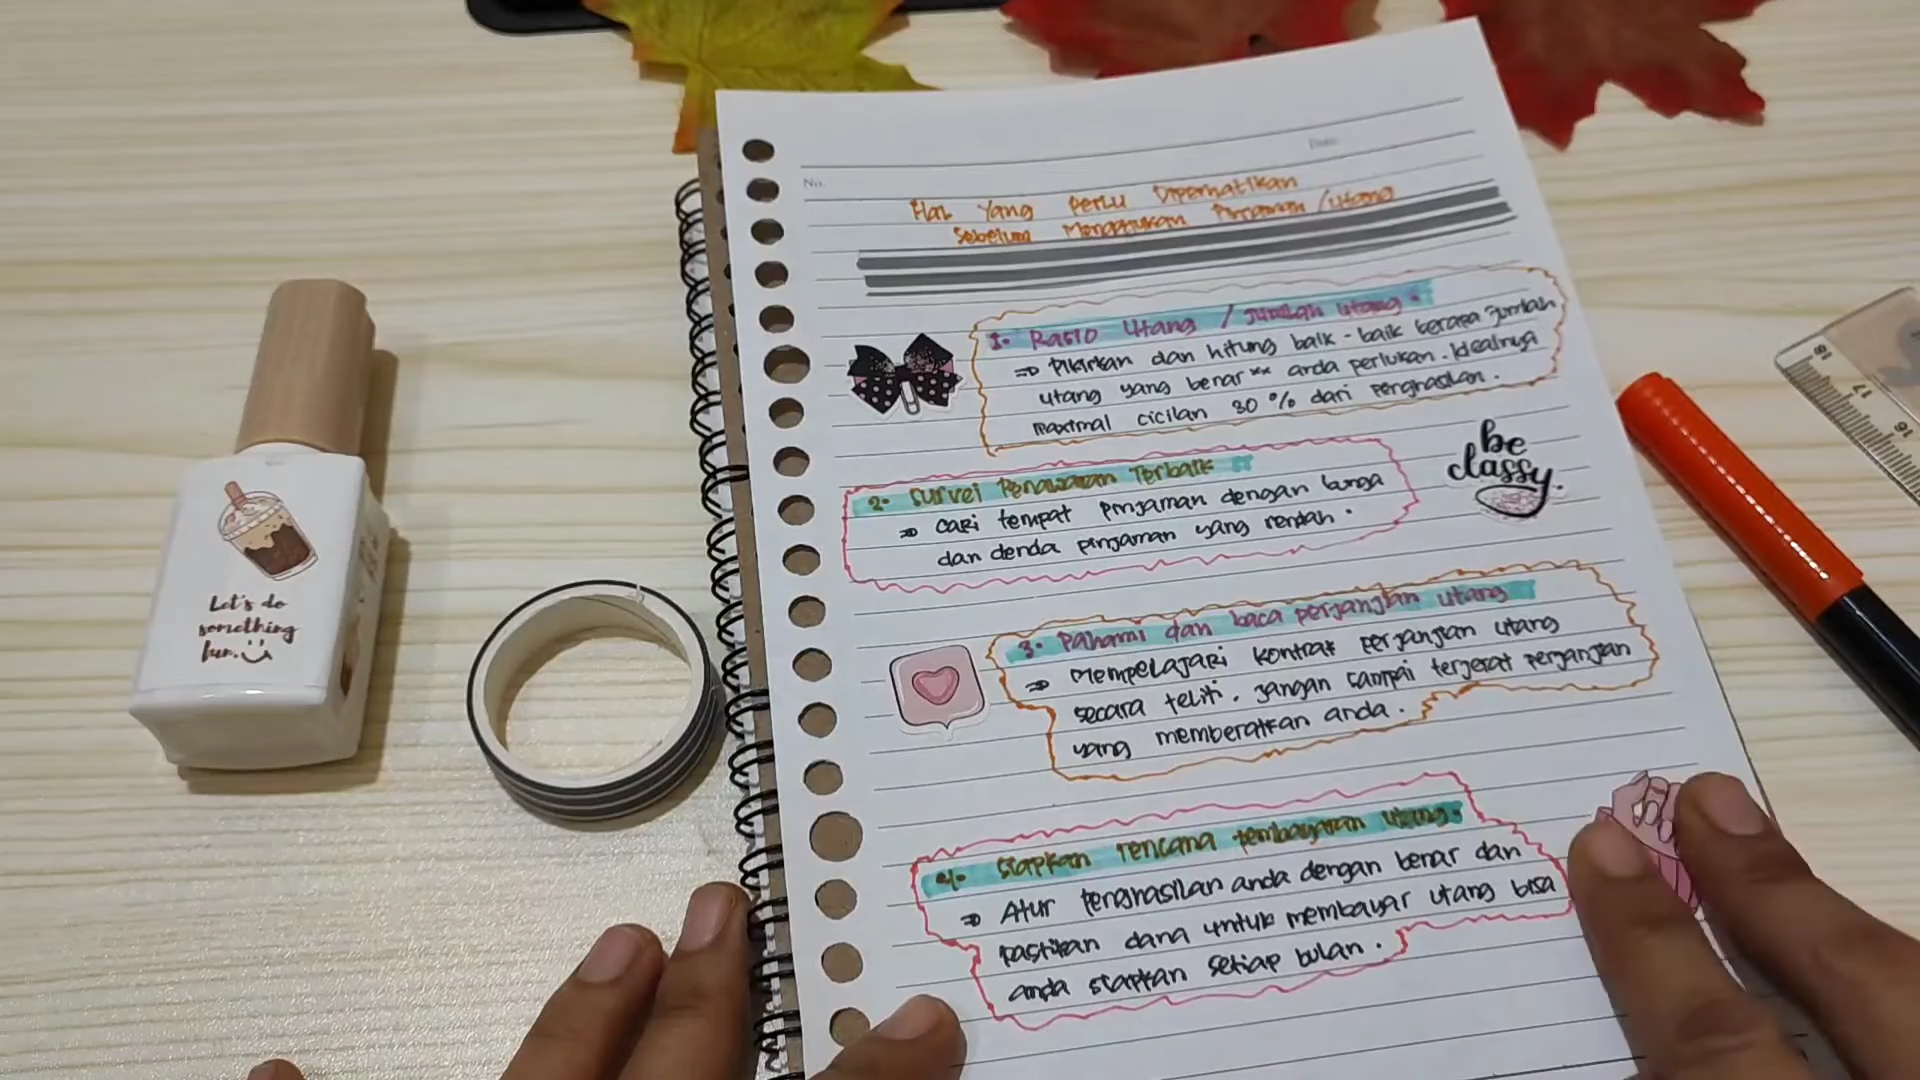 No.
Date
Hal Yang Perlu Diperhatikan
Sebelum Mengajukan Pinjaman / Utang
1. Rasio Utang / Jumlah Utang.
⇒ Pikirkan dan hitung baik - baik berapa jumlah
utang yang benar ** anda perlukan. Idealnya
maximal cicilan 30 % dari penghasilan.
2. Survei Penawaran Terbaik
⇒ Cari tempat pinjaman dengan bunga
dan denda pinjaman yang rendah.
be
classy.
3. Pahami dan baca perjanjian utang
⇒ Mempelajari kontrak perjanjian utang
secara teliti. Jangan sampai terjerat perjanjian
yang memberatkan anda.
4. Siapkan rencana pembayaran utang.
⇒ Atur penghasilan anda dengan benar dan
pastikan dana untuk membayar utang bisa
anda siapkan setiap bulan.
Let's do
something
fun.
18
17
16